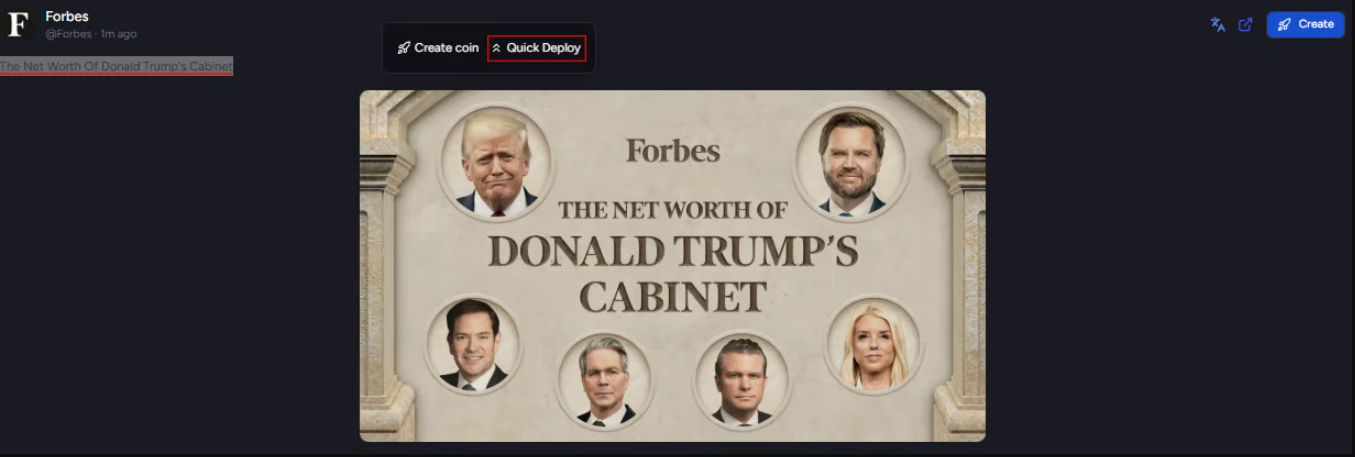 Forbes
@Forbes · 1m ago
The Net Worth Of Donald Trump's Cabinet
Create coin
Quick Deploy
Create
Forbes
THE NET WORTH OF
DONALD TRUMP'S
CABINET